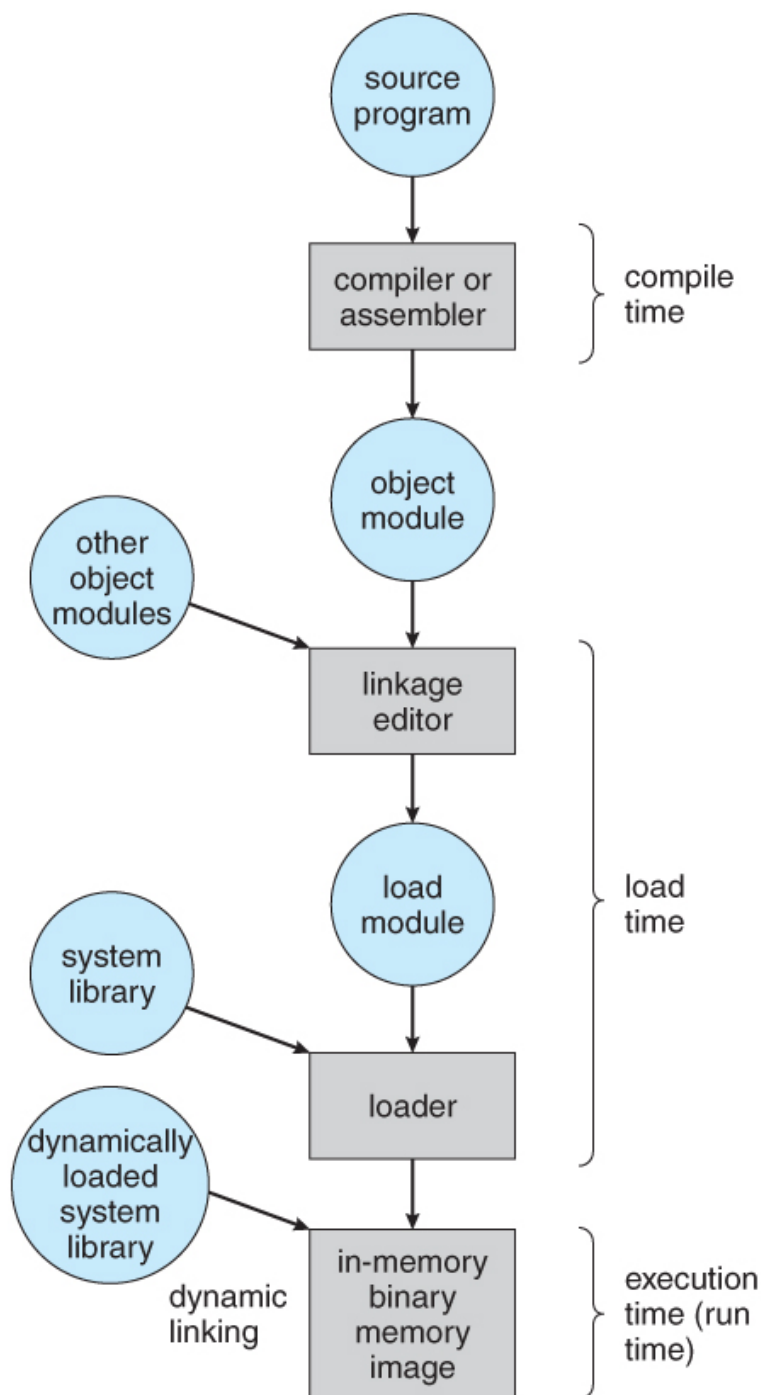 source
program
compiler or
assembler
compile
time
object
module
other
object
modules
linkage
editor
load
module
load
time
system
library
loader
dynamically
loaded
system
library
dynamic
linking
in-memory
binary
memory
image
execution
time (run
time)